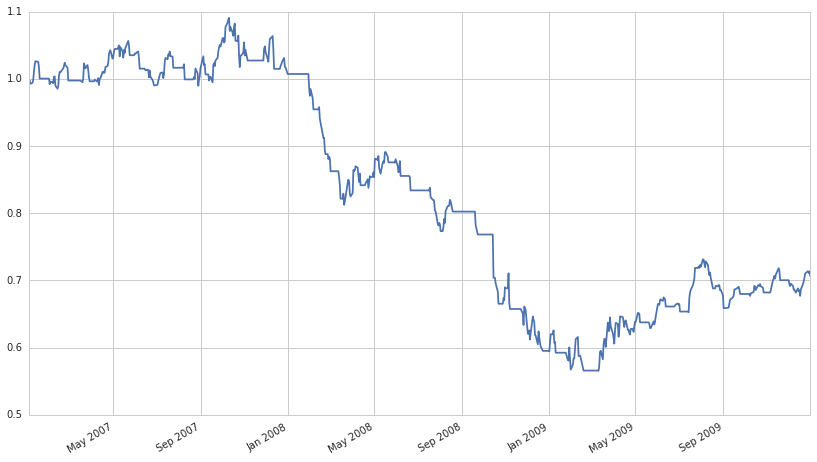 1.1
1.0
0.9
0.8
0.7
0.6
0.5
May 2007
Sep 2007
Jan 2008
May 2008
Sep 2008
Jan 2009
May 2009
Sep 2009